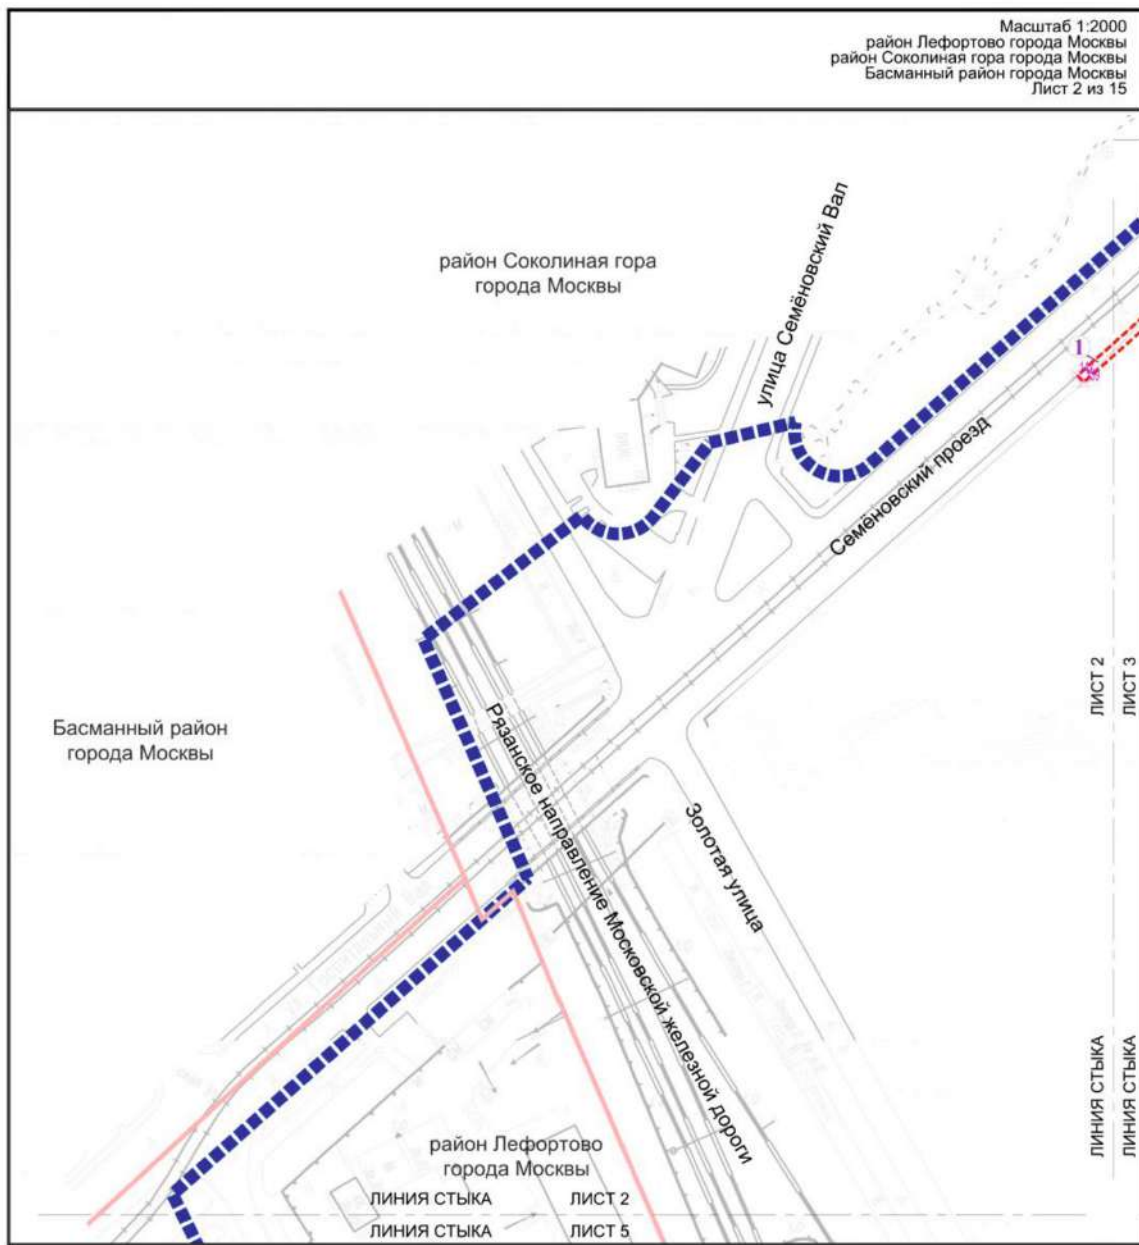 Масштаб 1:2000
район Лефортово города Москвы
район Соколиная гора города Москвы
Басманный район города Москвы
Лист 2 из 15
район Соколиная гора
города Москвы
улица Семёновский Вал
1
Семёновский проезд
ЛИСТ 2
ЛИСТ 3
Басманный район
города Москвы
Рязанское направление Московской железной дороги
Золотая улица
ЛИНИЯ СТЫКА
ЛИНИЯ СТЫКА
район Лефортово
города Москвы
ЛИНИЯ СТЫКА ЛИСТ 2
ЛИНИЯ СТЫКА ЛИСТ 5